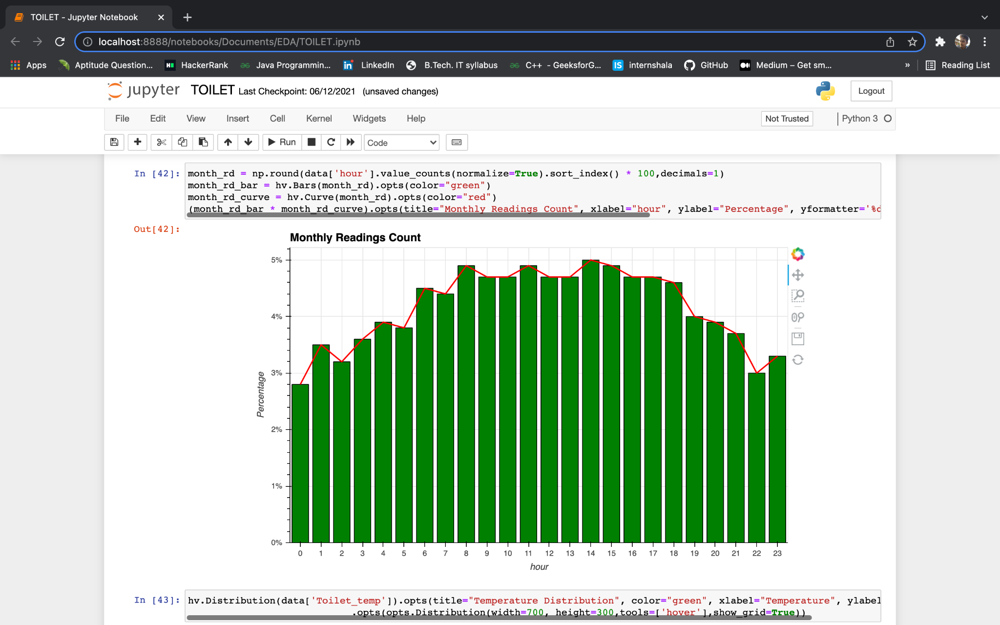 TOILET - Jupyter Notebook
localhost:8888/notebooks/Documents/EDA/TOILET.ipynb
Apps Aptitude Question... HackerRank Java Programmin... LinkedIn B.Tech. IT syllabus C++ - GeeksforG... IS internshala GitHub Medium – Get sm... » Reading List
jupyter TOILET Last Checkpoint: 06/12/2021 (unsaved changes) Logout
File Edit View Insert Cell Kernel Widgets Help Not Trusted Python 3
Run Code
In [42]: month_rd = np.round(data['hour'].value_counts(normalize=True).sort_index() * 100,decimals=1)
month_rd_bar = hv.Bars(month_rd).opts(color="green")
month_rd_curve = hv.Curve(month_rd).opts(color="red")
(month_rd_bar * month_rd_curve).opts(title="Monthly Readings Count", xlabel="hour", ylabel="Percentage", yformatter='%d
Out[42]:
Monthly Readings Count
5%
4%
3%
2%
1%
0%
Percentage
0 1 2 3 4 5 6 7 8 9 10 11 12 13 14 15 16 17 18 19 20 21 22 23
hour
In [43]: hv.Distribution(data['Toilet_temp']).opts(title="Temperature Distribution", color="green", xlabel="Temperature", ylabel
.opts(opts.Distribution(width=700, height=300,tools=['hover'],show_grid=True))